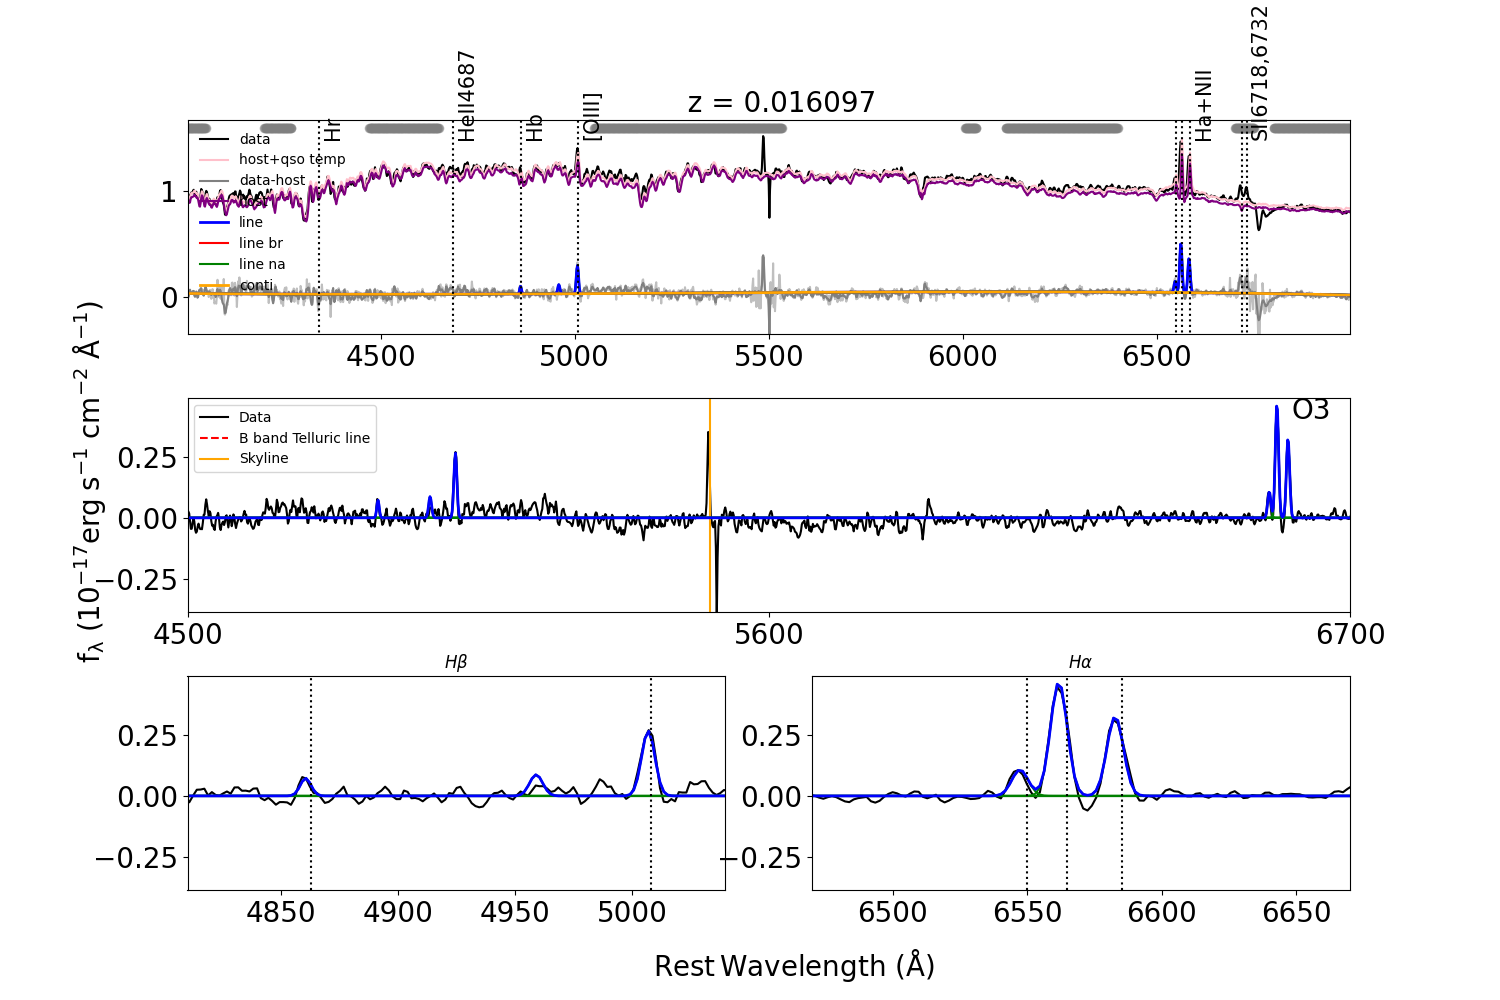 z = 0.016097
Hr
HeII4687
Hb
[OIII]
Ha+NII
SII6718,6732
data
host+qso temp
data-host
host
line
line br
line na
conti
1
0
4500
5000
5500
6000
6500
f_λ (10^−17 erg s^−1 cm^−2 Å^−1)
Data
B band Telluric line
Skyline
O3
0.25
0.00
−0.25
4500
5600
6700
Hβ
0.25
0.00
−0.25
4850
4900
4950
5000
Hα
0.25
0.00
−0.25
6500
6550
6600
6650
Rest Wavelength (Å)